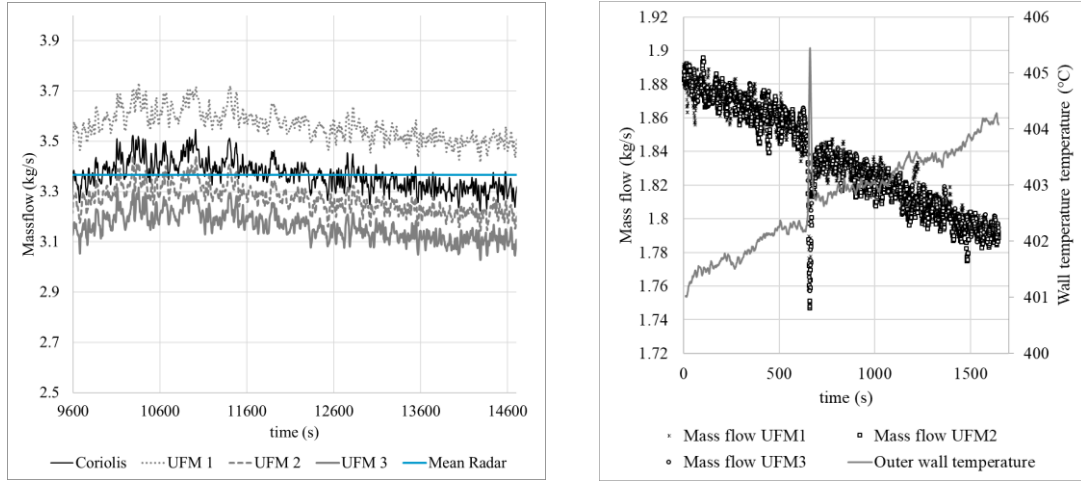 Massflow (kg/s)
3.9
3.7
3.5
3.3
3.1
2.9
2.7
2.5
9600
10600
11600
12600
13600
14600
time (s)
Coriolis
UFM 1
UFM 2
UFM 3
Mean Radar
Mass flow (kg/s)
1.92
1.9
1.88
1.86
1.84
1.82
1.8
1.78
1.76
1.74
1.72
0
500
1000
1500
time (s)
406
405
404
403
402
401
400
Wall temperature temperature (°C)
Mass flow UFM1
Mass flow UFM2
Mass flow UFM3
Outer wall temperature